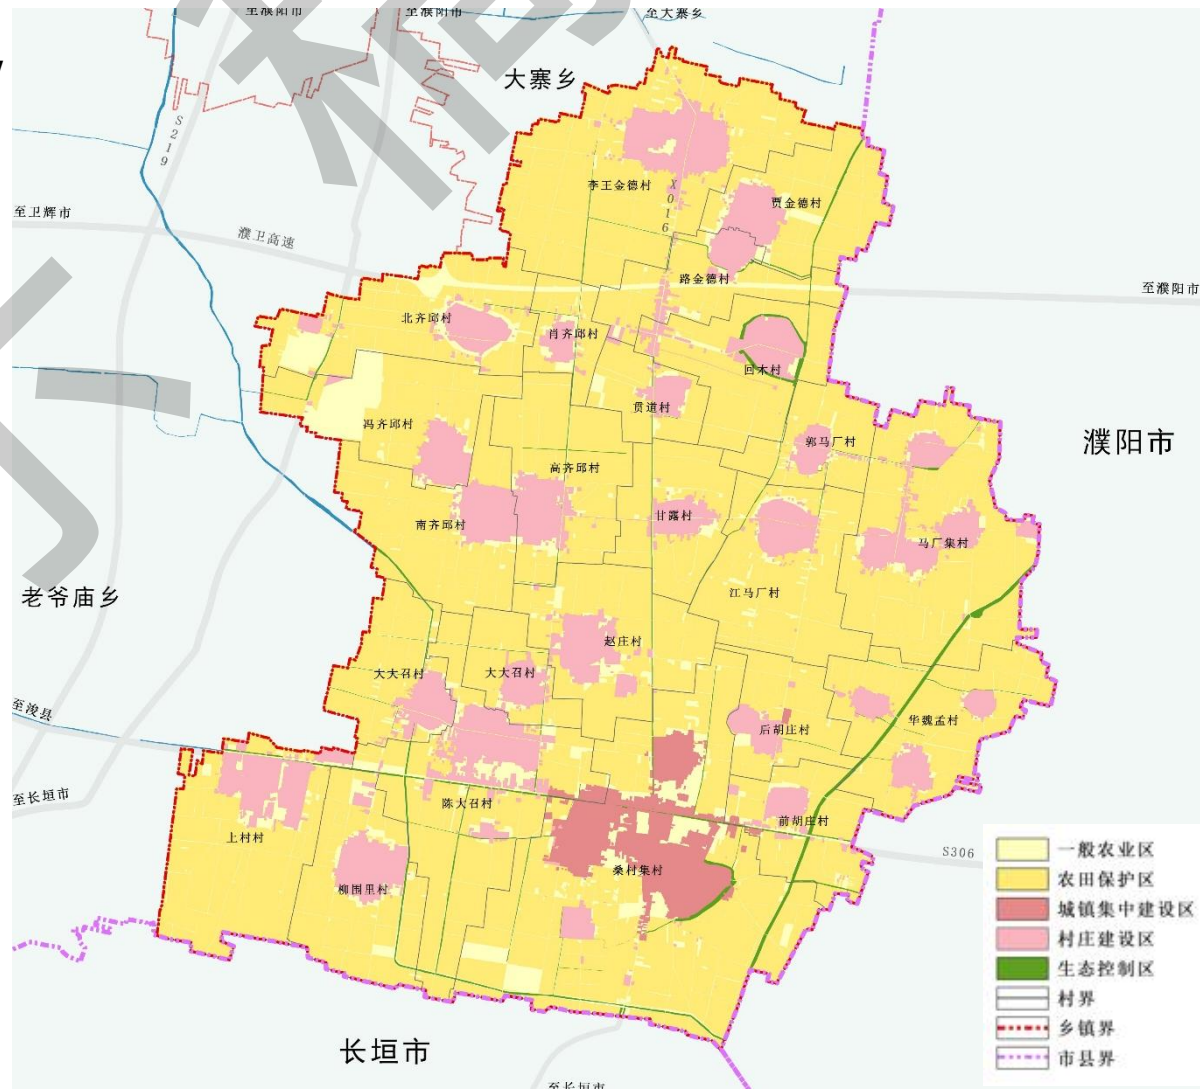 至濮阳市
至濮阳市
至大寨乡
大寨乡
S219
李王金德村
X016
贾金德村
至卫辉市
濮卫高速
路金德村
至濮阳市
北齐邱村
肖齐邱村
回木村
贯道村
冯齐邱村
郭马厂村
濮阳市
高齐邱村
南齐邱村
甘露村
马厂集村
江马厂村
老爷庙乡
赵庄村
大大召村
大大召村
至浚县
华魏孟村
后胡庄村
至长垣市
陈大召村
前胡庄村
上村村
S306
桑村集村
柳围里村
长垣市
至长垣市
一般农业区
农田保护区
城镇集中建设区
村庄建设区
生态控制区
村界
乡镇界
市县界